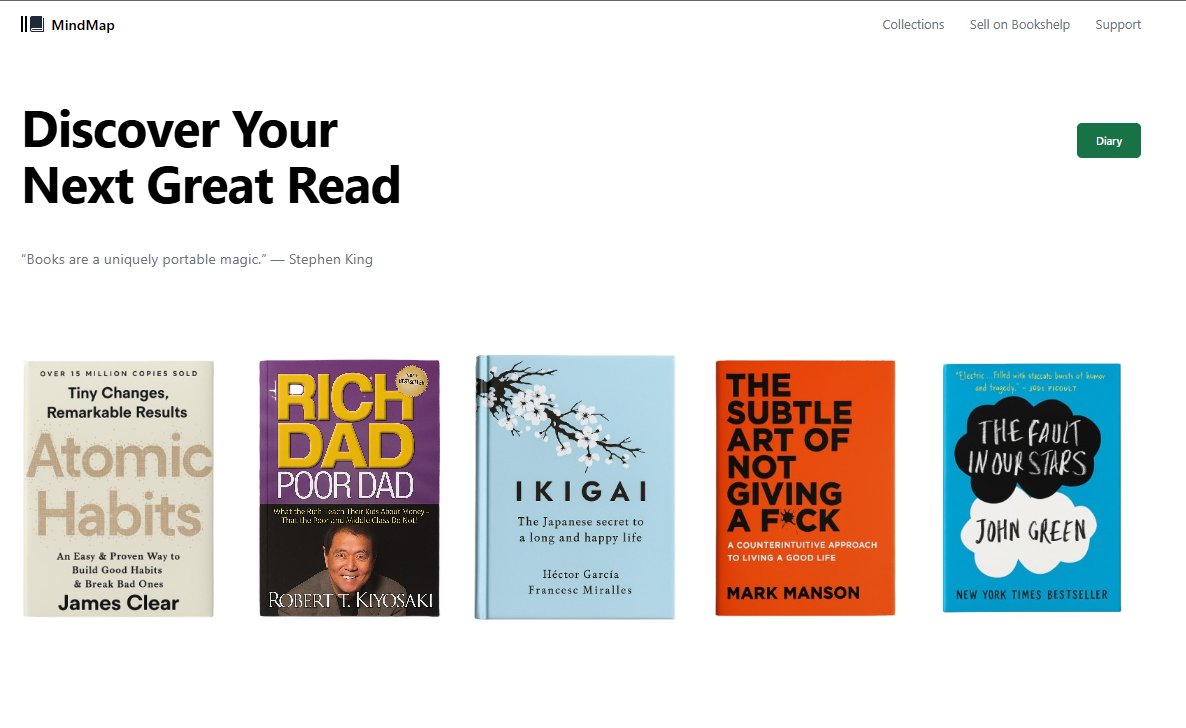 MindMap
Collections
Sell on Bookshelp
Support
Discover Your
Next Great Read
Diary
“Books are a uniquely portable magic.” — Stephen King
OVER 15 MILLION COPIES SOLD
Tiny Changes,
Remarkable Results
Atomic
Habits
An Easy & Proven Way to
Build Good Habits
& Break Bad Ones
James Clear
RICH
DAD
POOR DAD
What the Rich Teach Their Kids About Money –
That the Poor and Middle Class Do Not!
ROBERT T. KIYOSAKI
IKIGAI
The Japanese secret to
a long and happy life
Héctor García
Francesc Miralles
THE
SUBTLE
ART OF
NOT
GIVING
A F*CK
A COUNTERINTUITIVE APPROACH
TO LIVING A GOOD LIFE
MARK MANSON
“Electric... Filled with staccato bursts of humor
and tragedy.” – JODI PICOULT
THE FAULT
IN OUR STARS
JOHN GREEN
NEW YORK TIMES BESTSELLER